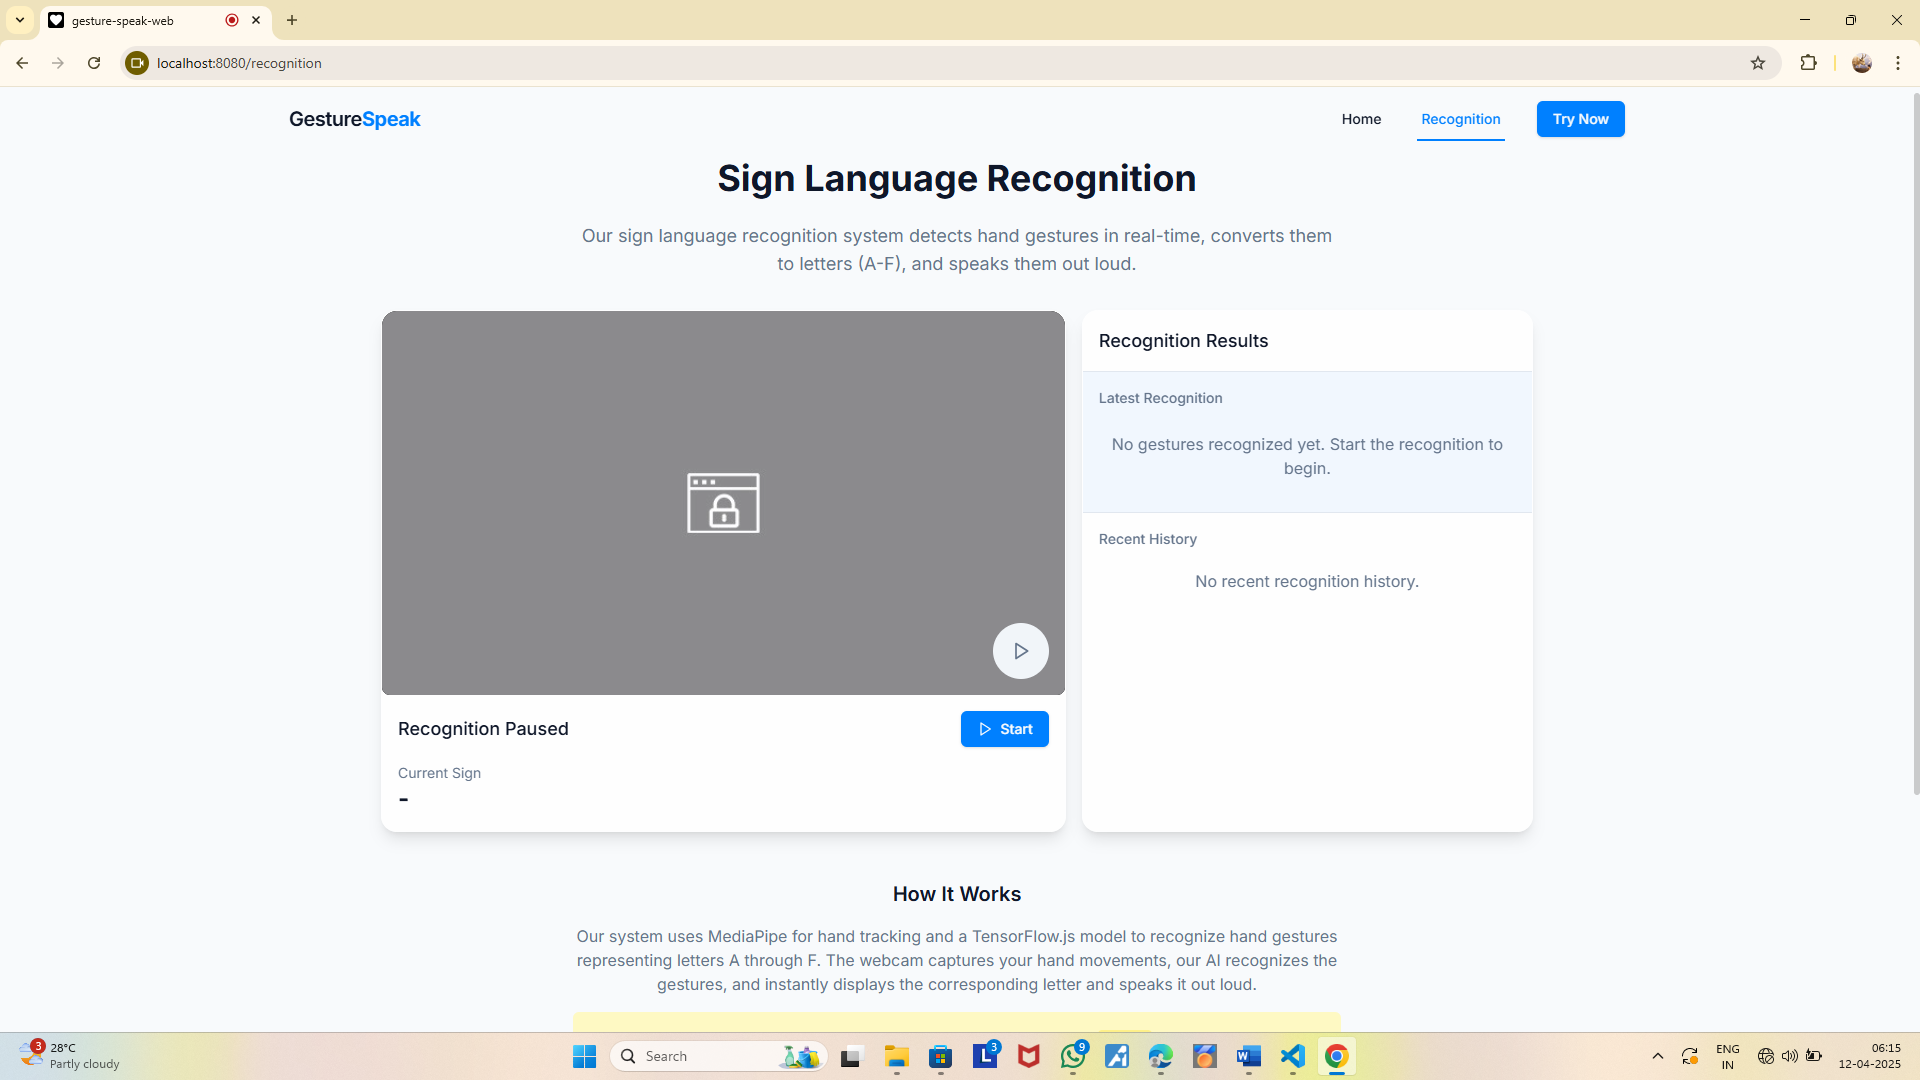 gesture-speak-web
localhost:8080/recognition
GestureSpeak
Home
Recognition
Try Now
Sign Language Recognition
Our sign language recognition system detects hand gestures in real-time, converts them
to letters (A-F), and speaks them out loud.
Recognition Results
Latest Recognition
No gestures recognized yet. Start the recognition to
begin.
Recent History
No recent recognition history.
Recognition Paused
Start
Current Sign
-
How It Works
Our system uses MediaPipe for hand tracking and a TensorFlow.js model to recognize hand gestures
representing letters A through F. The webcam captures your hand movements, our AI recognizes the
gestures, and instantly displays the corresponding letter and speaks it out loud.
3
28°C
Partly cloudy
Search
L
3
9
W
ENG
IN
06:15
12-04-2025